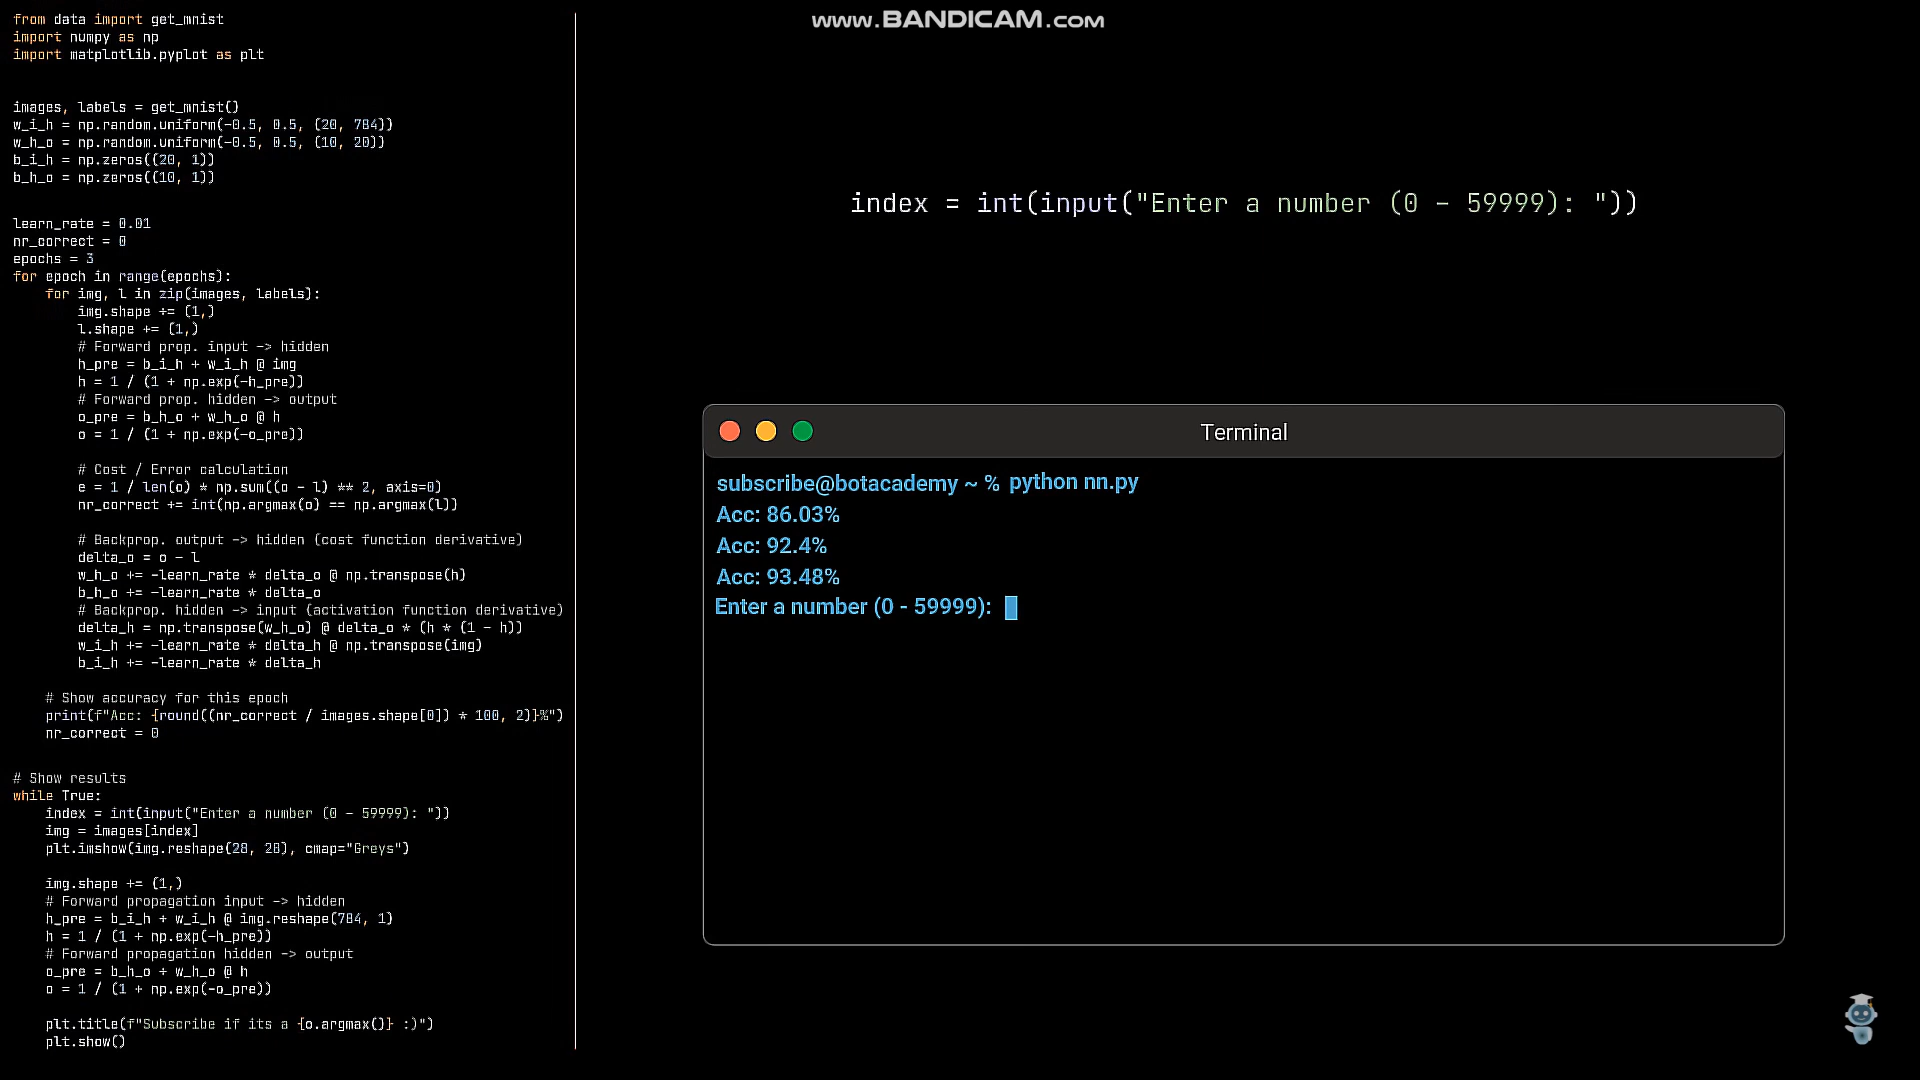 from data import get_mnist
import numpy as np
import matplotlib.pyplot as plt
images, labels = get_mnist()
w_i_h = np.random.uniform(-0.5, 0.5, (20, 784))
w_h_o = np.random.uniform(-0.5, 0.5, (10, 20))
b_i_h = np.zeros((20, 1))
b_h_o = np.zeros((10, 1))
learn_rate = 0.01
nr_correct = 0
epochs = 3
for epoch in range(epochs):
    for img, l in zip(images, labels):
        img.shape += (1,)
        l.shape += (1,)
        # Forward prop. input -> hidden
        h_pre = b_i_h + w_i_h @ img
        h = 1 / (1 + np.exp(-h_pre))
        # Forward prop. hidden -> output
        o_pre = b_h_o + w_h_o @ h
        o = 1 / (1 + np.exp(-o_pre))
        # Cost / Error calculation
        e = 1 / len(o) * np.sum((o - l) ** 2, axis=0)
        nr_correct += int(np.argmax(o) == np.argmax(l))
        # Backprop. output -> hidden (cost function derivative)
        delta_o = o - l
        w_h_o += -learn_rate * delta_o @ np.transpose(h)
        b_h_o += -learn_rate * delta_o
        # Backprop. hidden -> input (activation function derivative)
        delta_h = np.transpose(w_h_o) @ delta_o * (h * (1 - h))
        w_i_h += -learn_rate * delta_h @ np.transpose(img)
        b_i_h += -learn_rate * delta_h
    # Show accuracy for this epoch
    print(f"Acc: {round((nr_correct / images.shape[0]) * 100, 2)}%")
    nr_correct = 0
# Show results
while True:
    index = int(input("Enter a number (0 - 59999): "))
    img = images[index]
    plt.imshow(img.reshape(28, 28), cmap="Greys")
    img.shape += (1,)
    # Forward propagation input -> hidden
    h_pre = b_i_h + w_i_h @ img.reshape(784, 1)
    h = 1 / (1 + np.exp(-h_pre))
    # Forward propagation hidden -> output
    o_pre = b_h_o + w_h_o @ h
    o = 1 / (1 + np.exp(-o_pre))
    plt.title(f"Subscribe if its a {o.argmax()} :)")
    plt.show()
www.BANDICAM.com
index = int(input("Enter a number (0 - 59999): "))
Terminal
subscribe@botacademy ~ % python nn.py
Acc: 86.03%
Acc: 92.4%
Acc: 93.48%
Enter a number (0 - 59999):